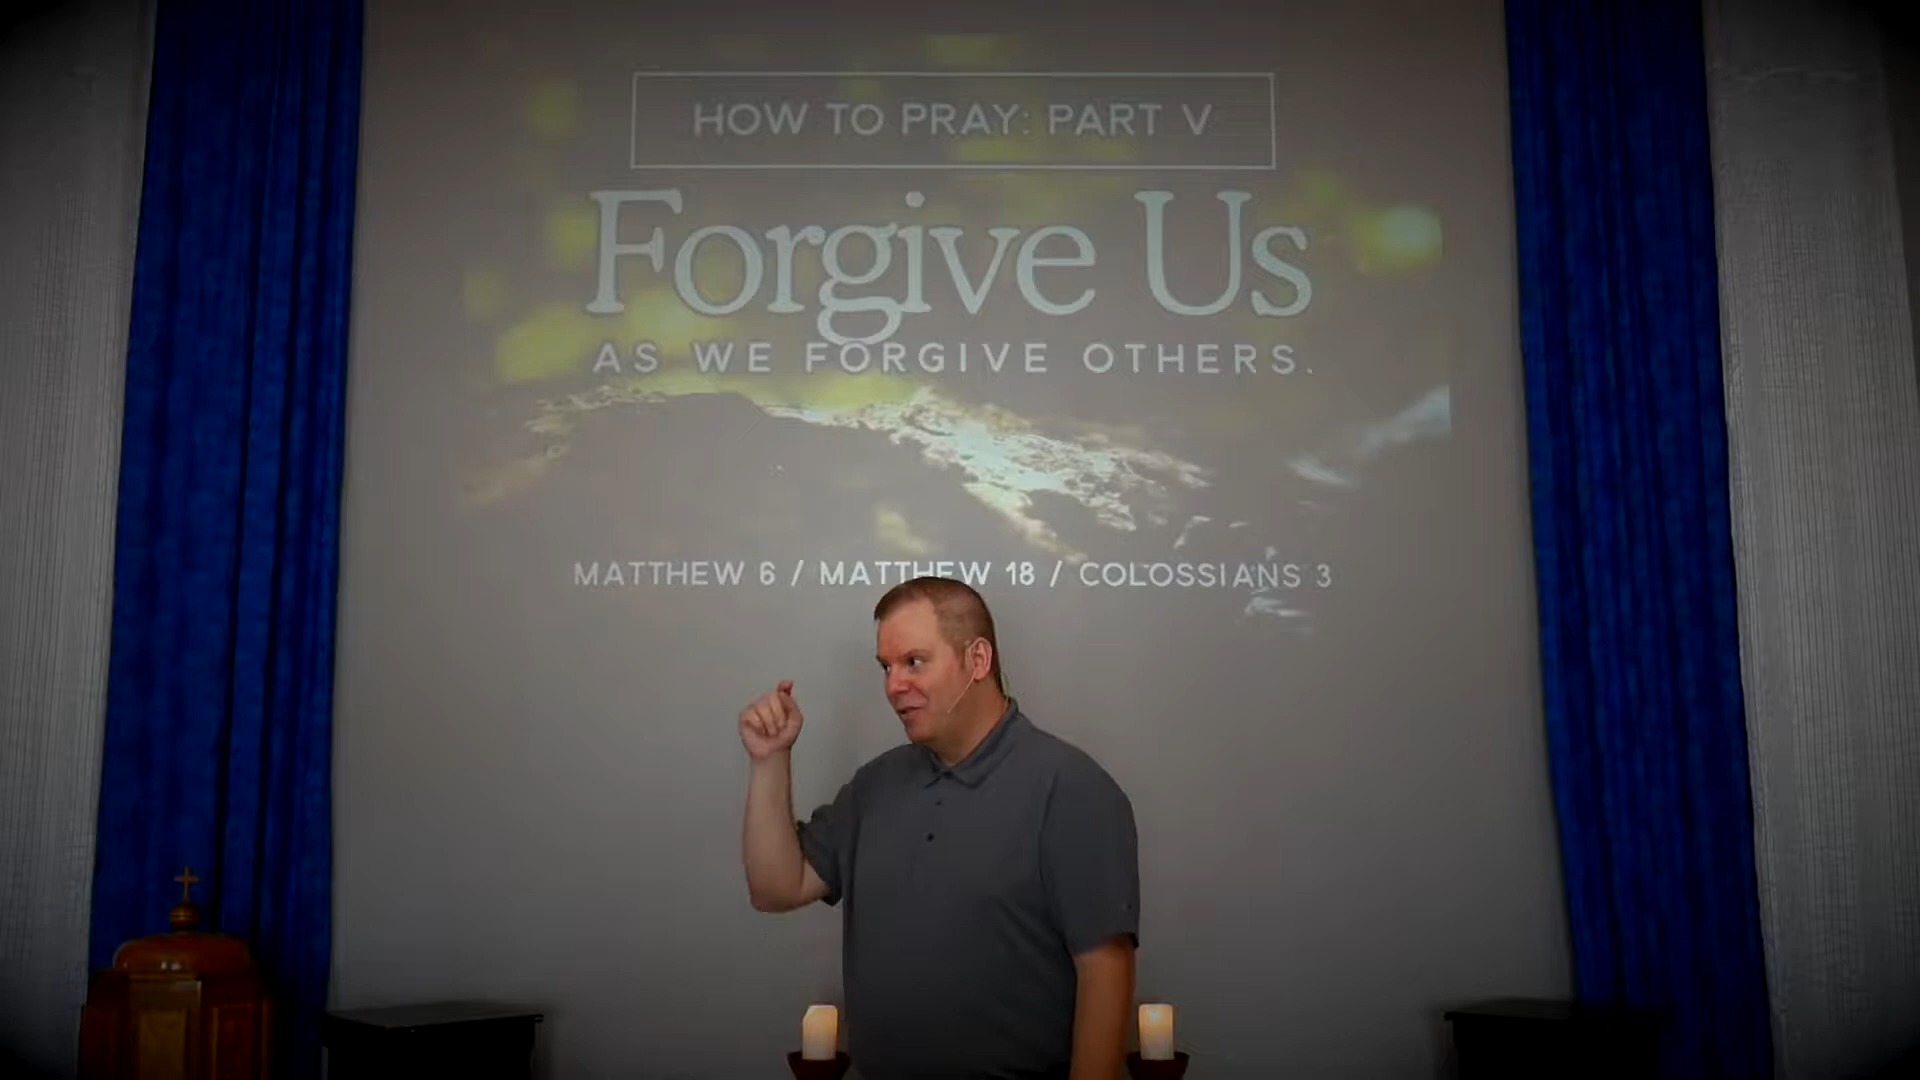 HOW TO PRAY: PART V
Forgive Us
AS WE FORGIVE OTHERS.
MATTHEW 6 / MATTHEW 18 / COLOSSIANS 3